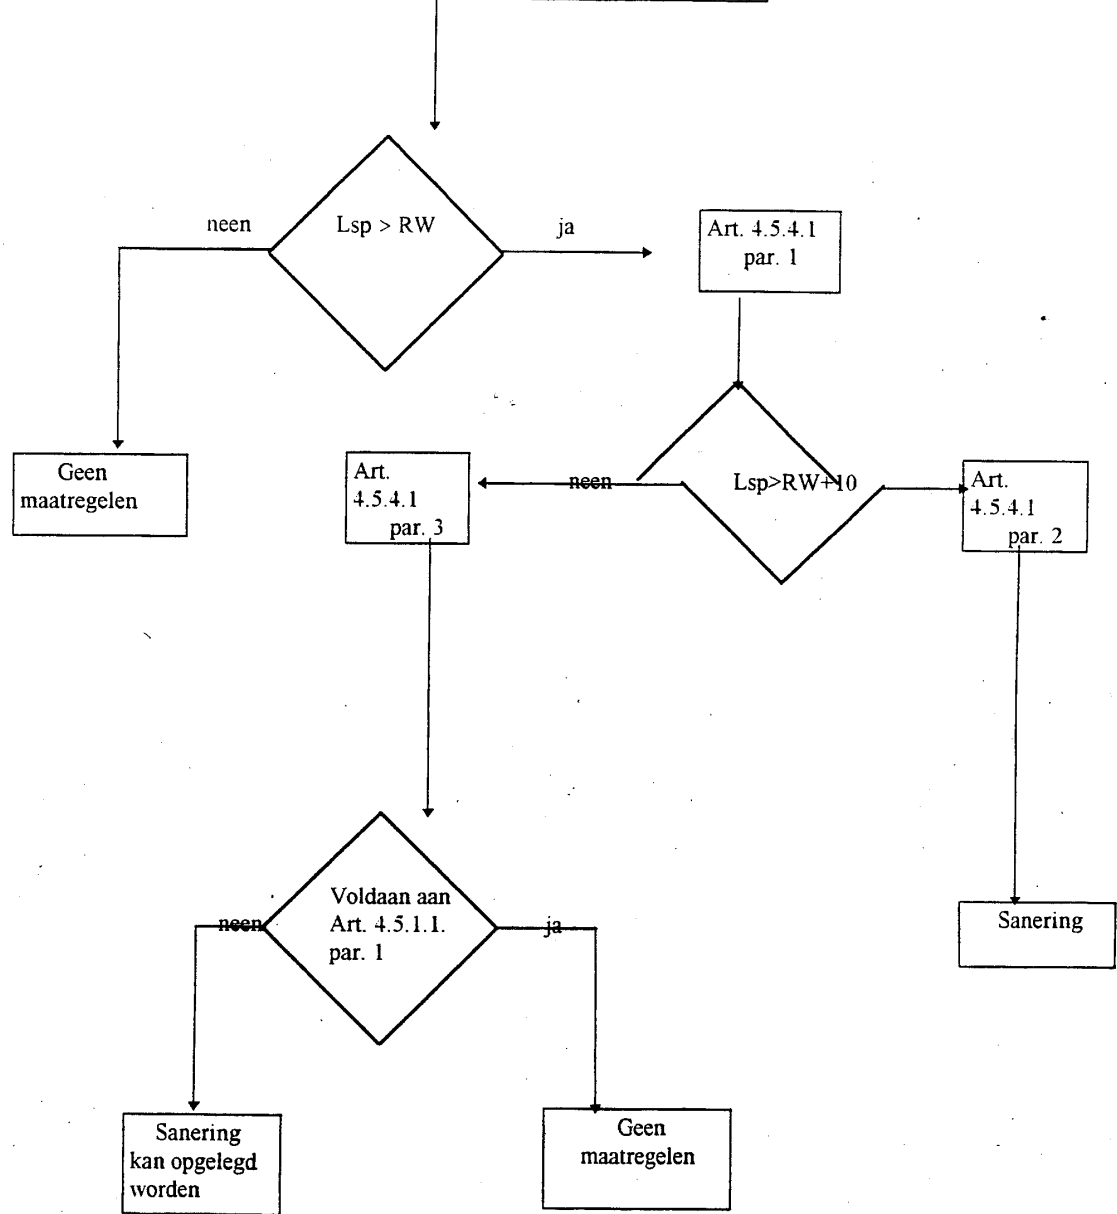 neen
Lsp > RW
ja
Art. 4.5.4.1
par. 1
Geen
maatregelen
Art.
4.5.4.1
par. 3
neen
Lsp>RW+10
Art.
4.5.4.1
par. 2
neen
Voldaan aan
Art. 4.5.1.1.
par. 1
ja
Sanering
Sanering
kan opgelegd
worden
Geen
maatregelen